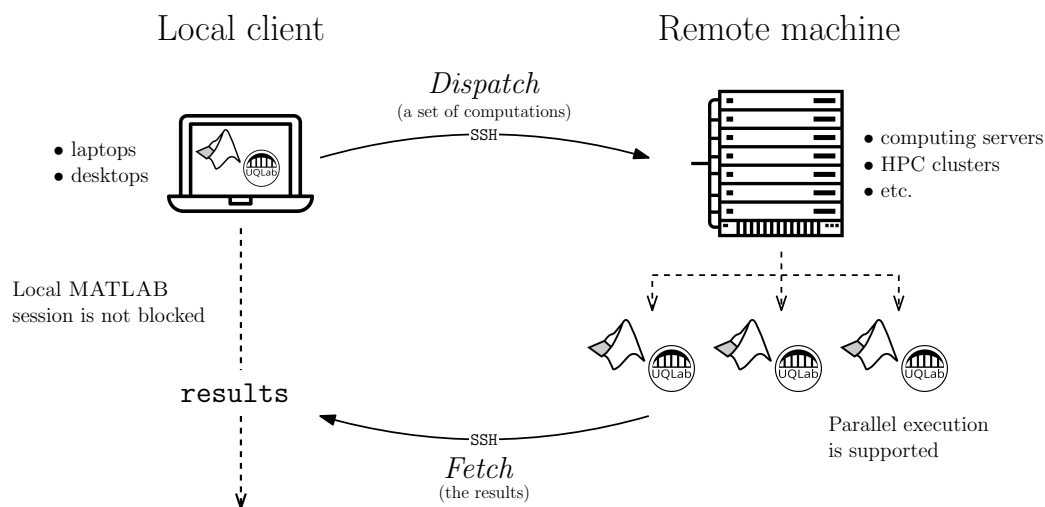 Local client
Remote machine
Dispatch
(a set of computations)
SSH
• laptops
• desktops
UQLab
• computing servers
• HPC clusters
• etc.
Local MATLAB
session is not blocked
UQLab
UQLab
UQLab
results
Parallel execution
is supported
SSH
Fetch
(the results)